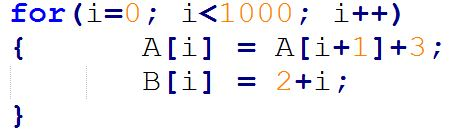 for(i=0; i<1000; i++)
{ A[i] = A[i+1]+3;
B[i] = 2+i;
}